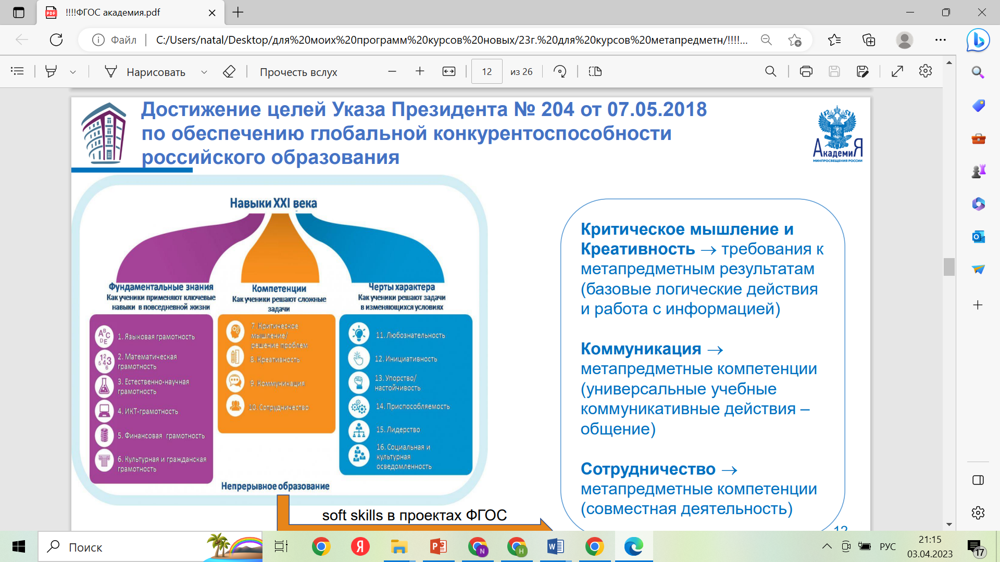 !!!!ФГОС академия.pdf
Файл
C:/Users/natal/Desktop/для%20моих%20программ%20курсов%20новых/23г.%20для%20курсов%20метапредметн/!!!!...
Нарисовать
Прочесть вслух
12
из 26
Достижение целей Указа Президента № 204 от 07.05.2018
по обеспечению глобальной конкурентоспособности
российского образования
АкадемиЯ
МИНПРОСВЕЩЕНИЯ РОССИИ
Навыки XXI века
Фундаментальные знания
Как ученики применяют ключевые
навыки в повседневной жизни
1. Языковая грамотность
2. Математическая
грамотность
3. Естественно-научная
грамотность
4. ИКТ-грамотность
5. Финансовая грамотность
6. Культурная и гражданская
грамотность
Компетенции
Как ученики решают сложные
задачи
7. Критическое
мышление/
решение проблем
8. Креативность
9. Коммуникация
10. Сотрудничество
Черты характера
Как ученики решают задачи
в изменяющихся условиях
11. Любознательность
12. Инициативность
13. Упорство/
настойчивость
14. Приспособляемость
15. Лидерство
16. Социальная и
культурная
осведомленность
Непрерывное образование
soft skills в проектах ФГОС
Критическое мышление и
Креативность → требования к
метапредметным результатам
(базовые логические действия
и работа с информацией)
Коммуникация →
метапредметные компетенции
(универсальные учебные
коммуникативные действия –
общение)
Сотрудничество →
метапредметные компетенции
(совместная деятельность)
12
Поиск
РУС
21:15
03.04.2023
17